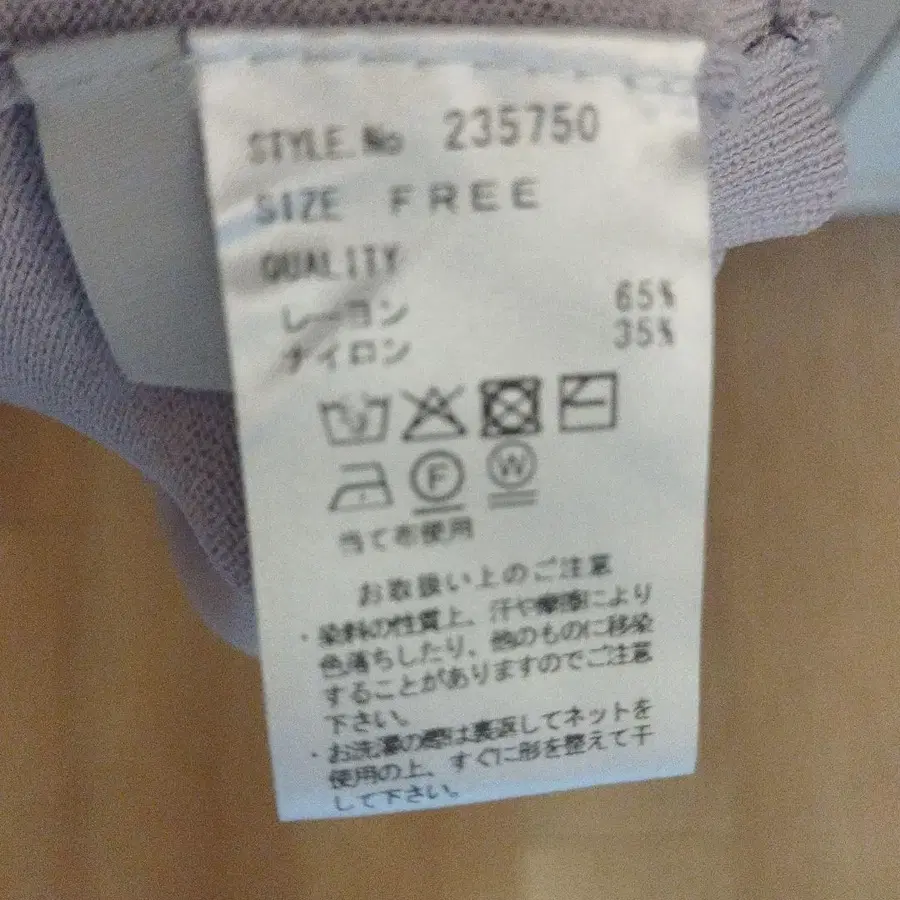 STYLE.No 235750
SIZE FREE
QUALITY
レーヨン 65%
ナイロン 35%
F W
当て布使用
お取扱い上のご注意
・染料の性質上、汗や摩擦により
色落ちしたり、他のものに移染
することがありますのでご注意
下さい。
・お洗濯の際は裏返してネットを
使用の上、すぐに形を整えて干
して下さい。